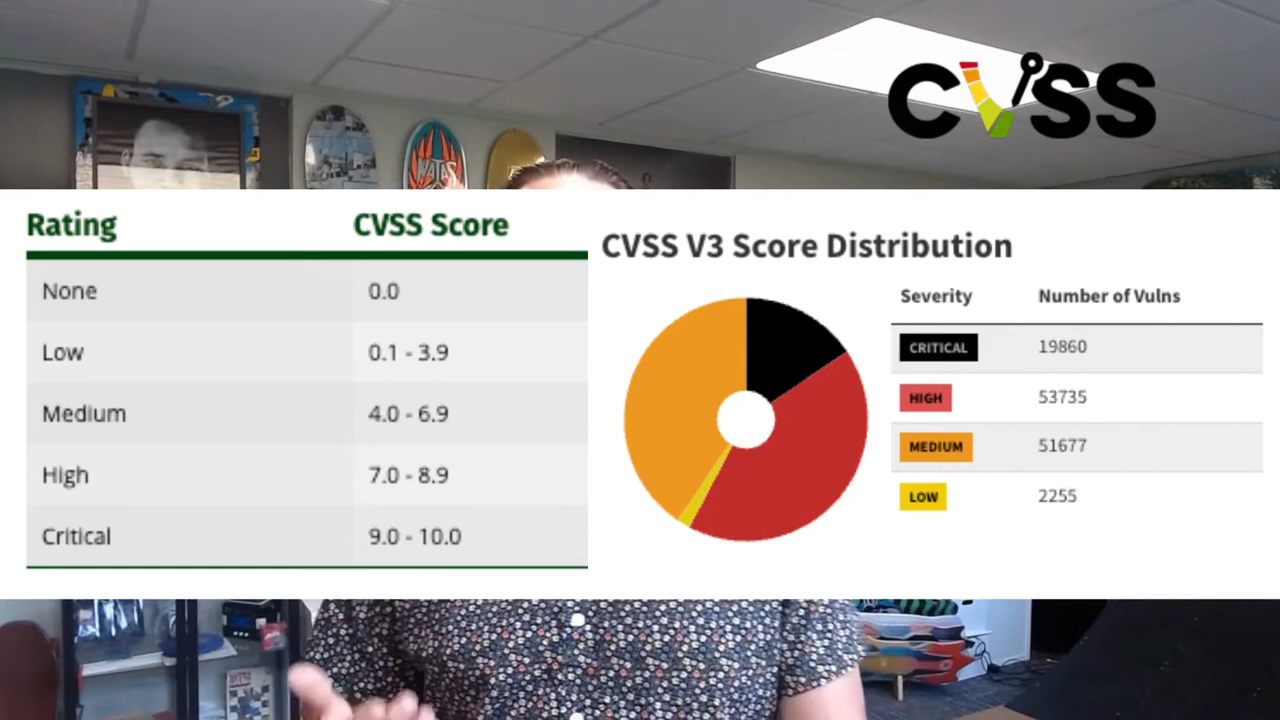 CVSS
WATS
Rating CVSS Score
None 0.0
Low 0.1 - 3.9
Medium 4.0 - 6.9
High 7.0 - 8.9
Critical 9.0 - 10.0
CVSS V3 Score Distribution
Severity Number of Vulns
CRITICAL 19860
HIGH 53735
MEDIUM 51677
LOW 2255